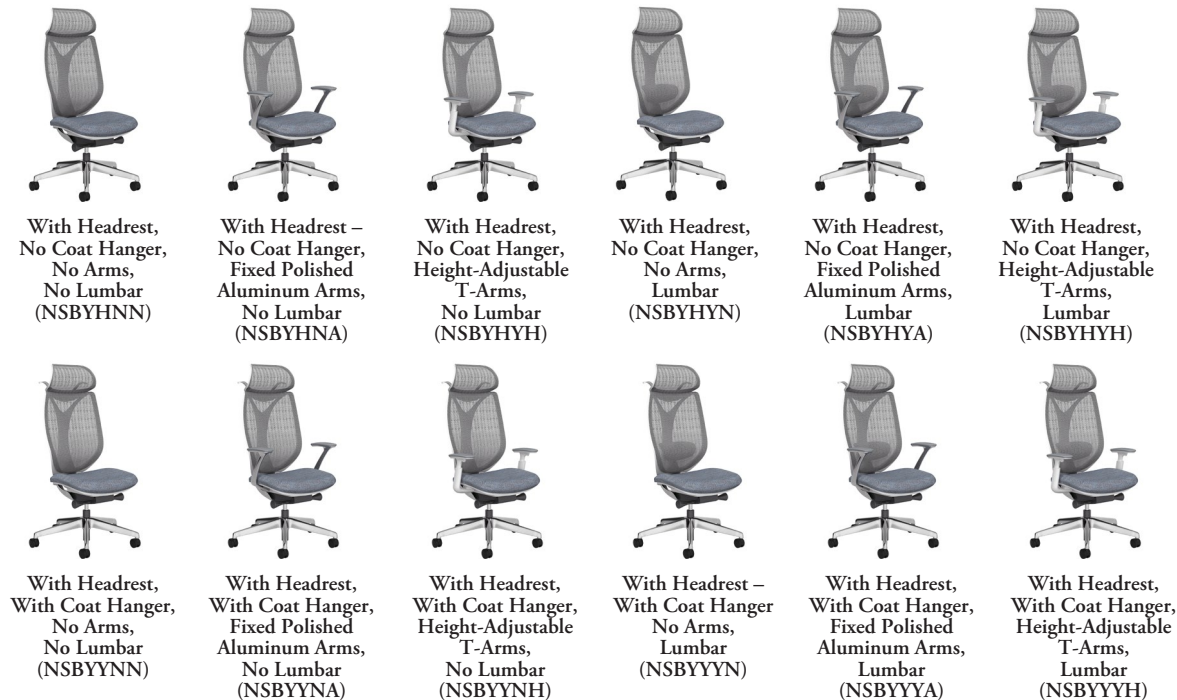 With Headrest,
No Coat Hanger,
No Arms,
No Lumbar
(NSBYHNN)
With Headrest –
No Coat Hanger,
Fixed Polished
Aluminum Arms,
No Lumbar
(NSBYHNA)
With Headrest,
No Coat Hanger,
Height-Adjustable
T-Arms,
No Lumbar
(NSBYHYH)
With Headrest,
No Coat Hanger,
No Arms,
Lumbar
(NSBYHYN)
With Headrest,
No Coat Hanger,
Fixed Polished
Aluminum Arms,
Lumbar
(NSBYHYA)
With Headrest,
No Coat Hanger,
Height-Adjustable
T-Arms,
Lumbar
(NSBYHYH)
With Headrest,
With Coat Hanger,
No Arms,
No Lumbar
(NSBYYNN)
With Headrest,
With Coat Hanger,
Fixed Polished
Aluminum Arms,
No Lumbar
(NSBYYNA)
With Headrest,
With Coat Hanger,
Height-Adjustable
T-Arms,
No Lumbar
(NSBYYNH)
With Headrest –
With Coat Hanger
No Arms,
Lumbar
(NSBYYYN)
With Headrest,
With Coat Hanger,
Fixed Polished
Aluminum Arms,
Lumbar
(NSBYYYA)
With Headrest,
With Coat Hanger,
Height-Adjustable
T-Arms,
Lumbar
(NSBYYYH)